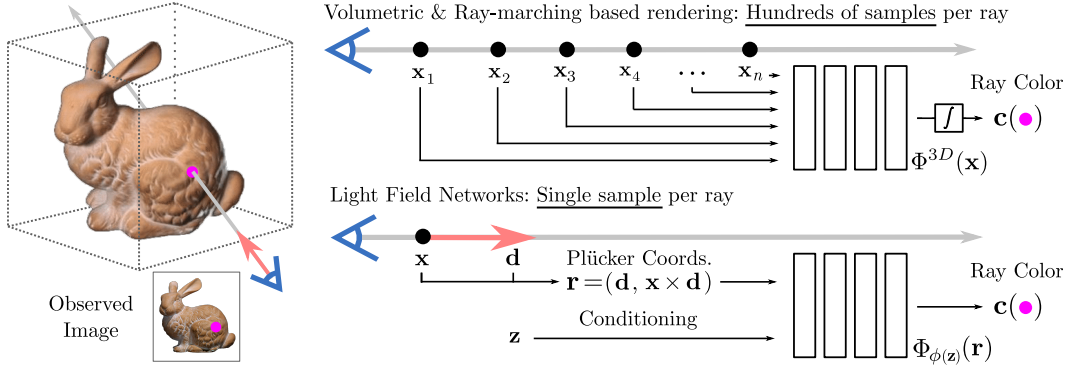 Volumetric & Ray-marching based rendering: Hundreds of samples per ray
x₁ x₂ x₃ x₄ ... xₙ
Ray Color
∫ c( )
Φ³ᴰ(x)
Light Field Networks: Single sample per ray
x d Plücker Coords.
r=(d, x × d)
Ray Color
c( )
z Conditioning
Φ_ϕ(z)(r)
Observed
Image